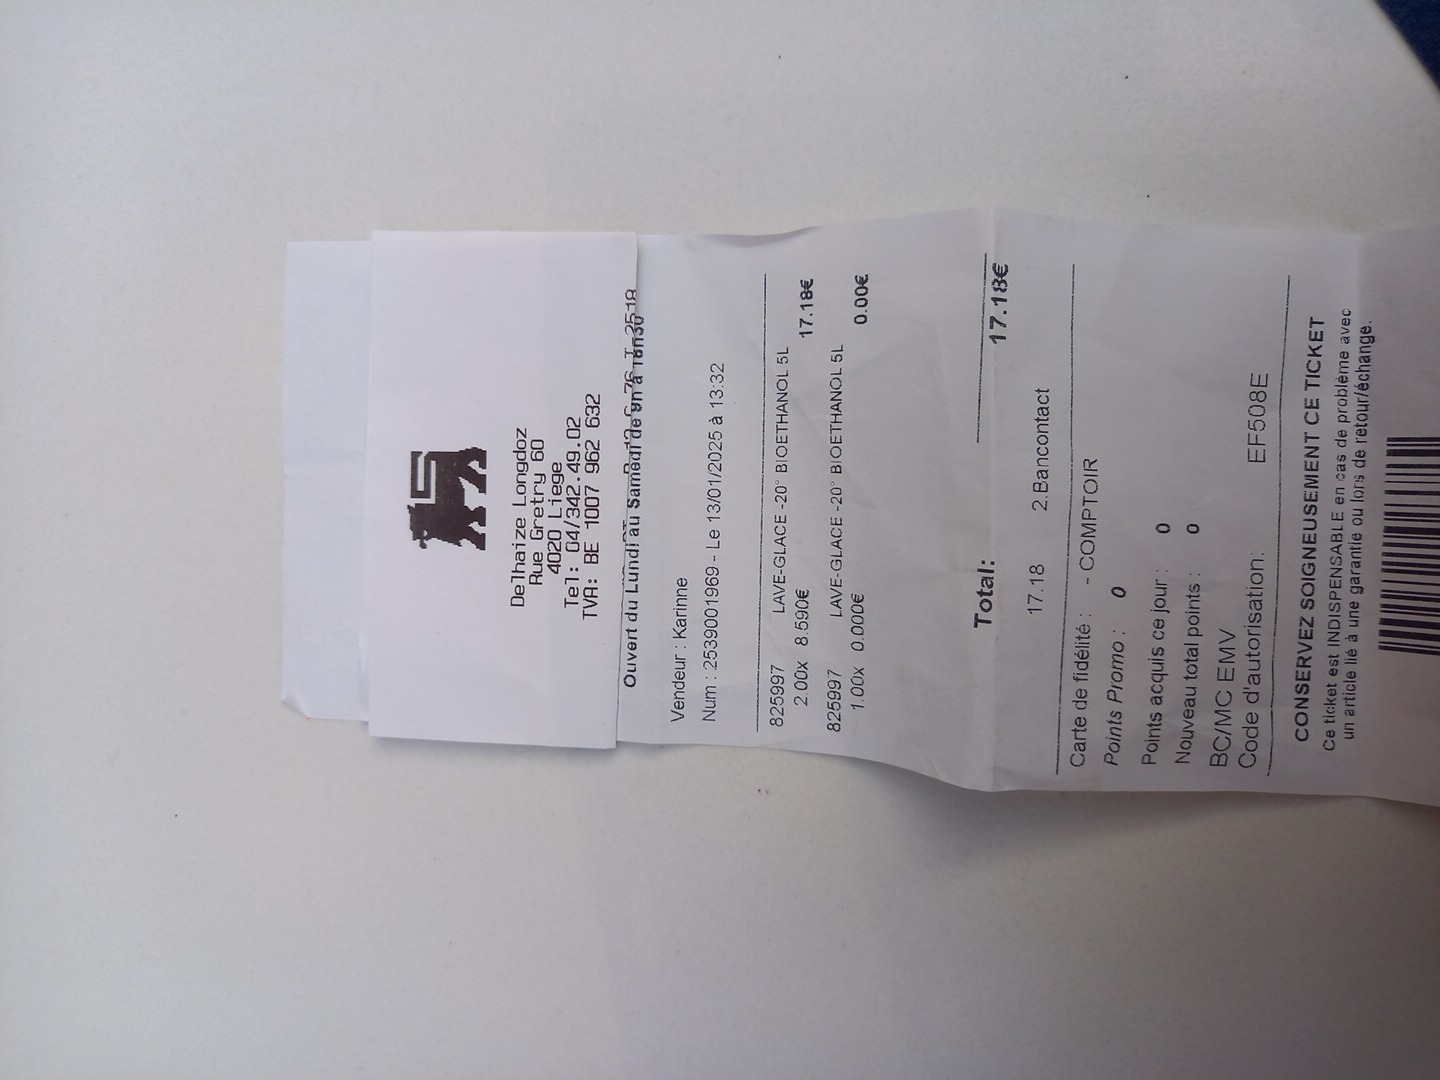 Delhaize Longdoz
Rue Gretry 60
4020 Liege
Tel: 04/342.49.02
TVA: BE 1007 962 632
Ouvert du Lundi au Samedi de 9h à 18h30
Vendeur : Karinne
Num : 2539001969 - Le 13/01/2025 à 13:32
825997 LAVE-GLACE -20° BIOETHANOL 5L
2.00x 8.590€ 17.18€
825997 LAVE-GLACE -20° BIOETHANOL 5L
1.00x 0.000€ 0.00€
Total: 17.18€
17.18 2.Bancontact
Carte de fidélité : - COMPTOIR
Points Promo : 0
Points acquis ce jour : 0
Nouveau total points : 0
BC/MC EMV
Code d'autorisation: EF508E
CONSERVEZ SOIGNEUSEMENT CE TICKET
Ce ticket est INDISPENSABLE en cas de problème avec
un article lié à une garantie ou lors de retour/échange.